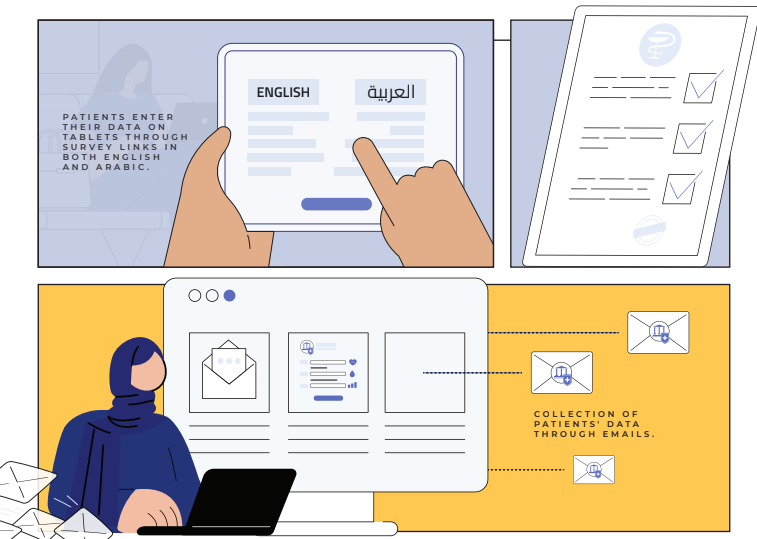 PATIENTS ENTER
THEIR DATA ON
TABLETS THROUGH
SURVEY LINKS IN
BOTH ENGLISH
AND ARABIC.
ENGLISH
العربية
COLLECTION OF
PATIENTS' DATA
THROUGH EMAILS.